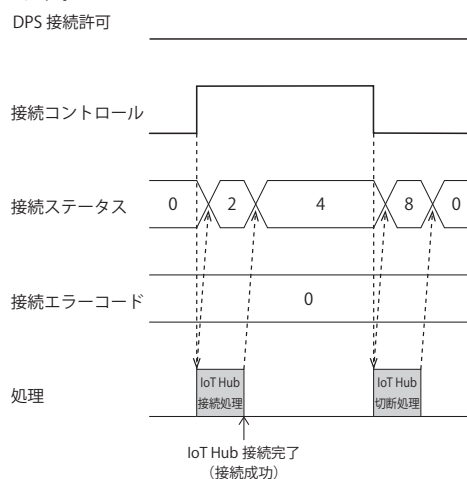 DPS 接続許可
接続コントロール
接続ステータス
0
2
4
8
0
接続エラーコード
0
処理
IoT Hub
接続処理
IoT Hub
切断処理
IoT Hub 接続完了
(接続成功)